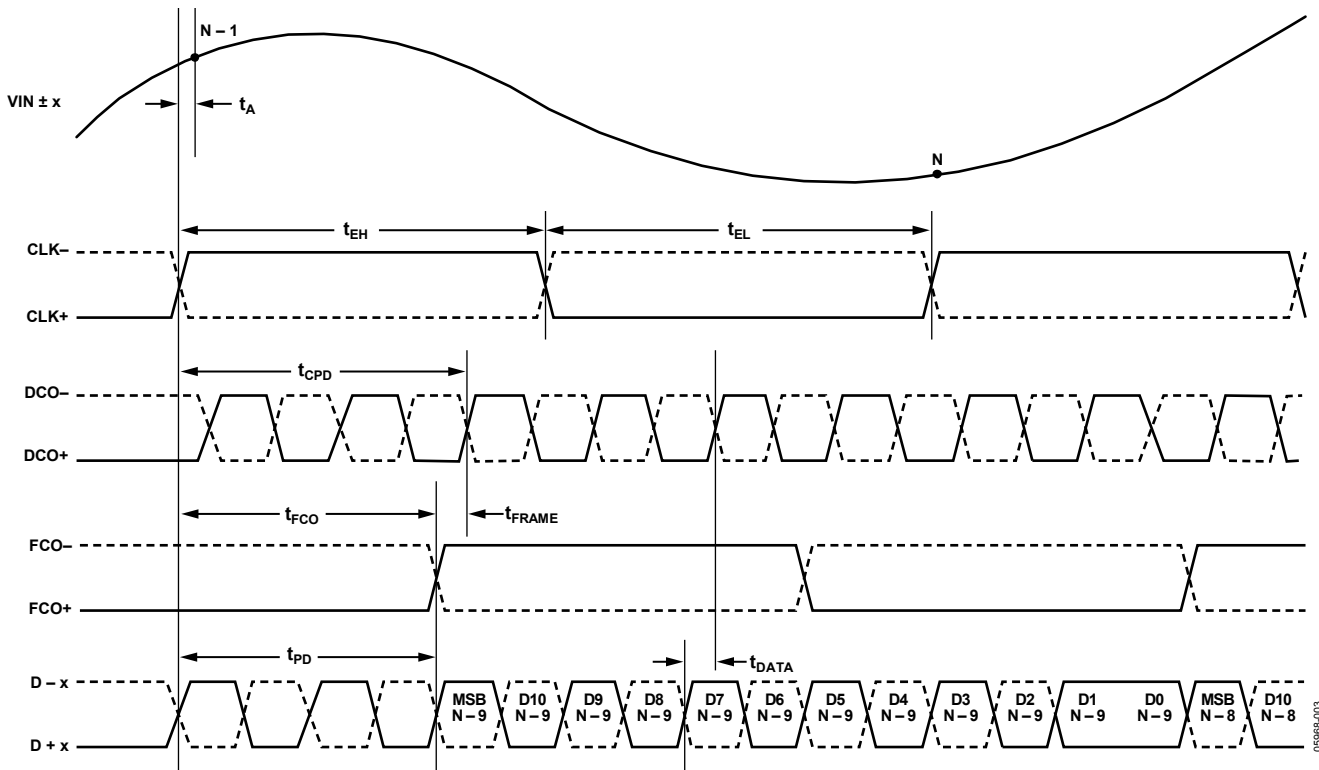 N – 1
VIN ± x
tA
N
tEH
tEL
CLK–
CLK+
tCPD
DCO–
DCO+
tFCO
tFRAME
FCO–
FCO+
tPD
tDATA
D – x
MSB D10 D9 D8 D7 D6 D5 D4 D3 D2 D1 D0 MSB D10
N – 9 N – 9 N – 9 N – 9 N – 9 N – 9 N – 9 N – 9 N – 9 N – 9 N – 9 N – 9 N – 8 N – 8
D + x
05968-003